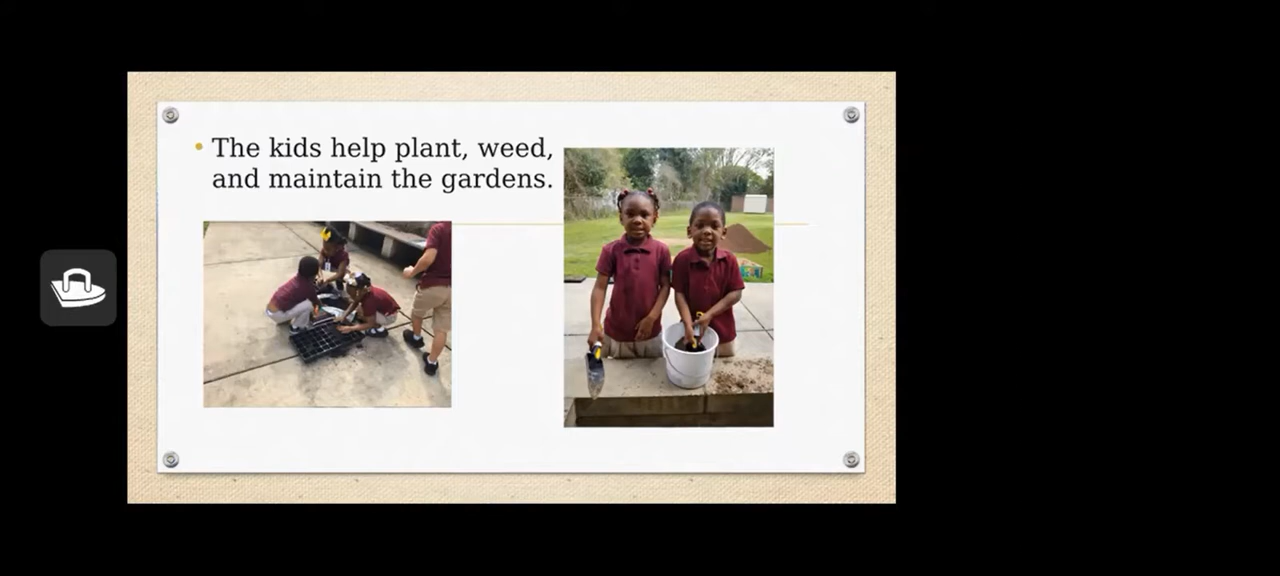 • The kids help plant, weed,
and maintain the gardens.